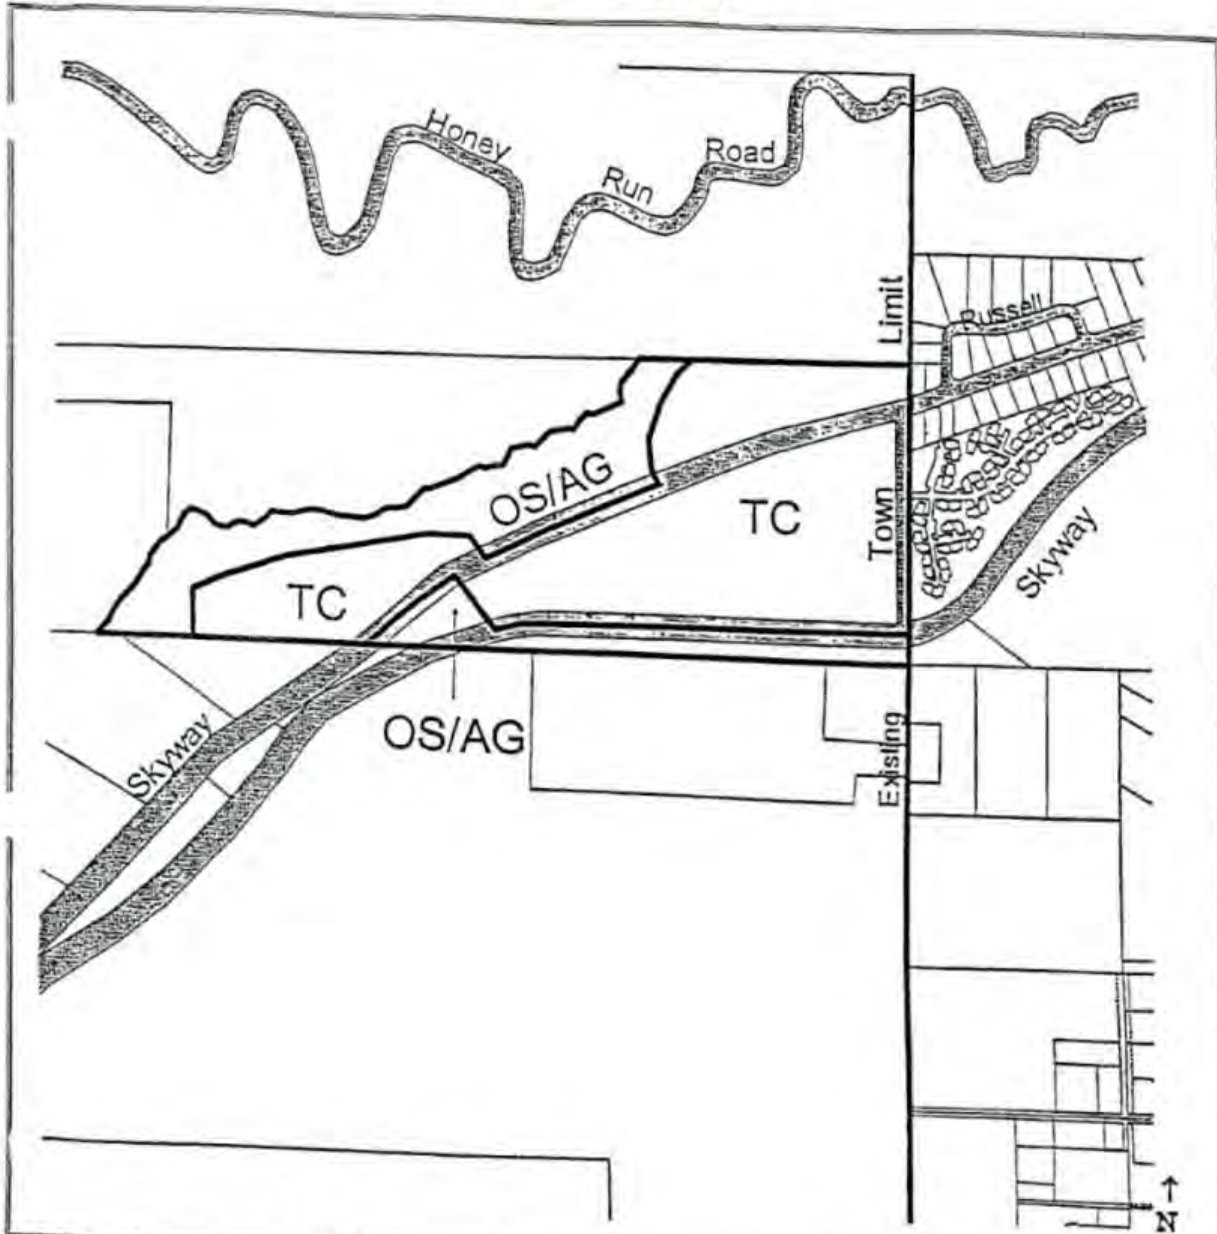 Honey
Run
Road
Limit
Russell
OS/AG
TC
Town
Skyway
TC
OS/AG
Skyway
Existing
N